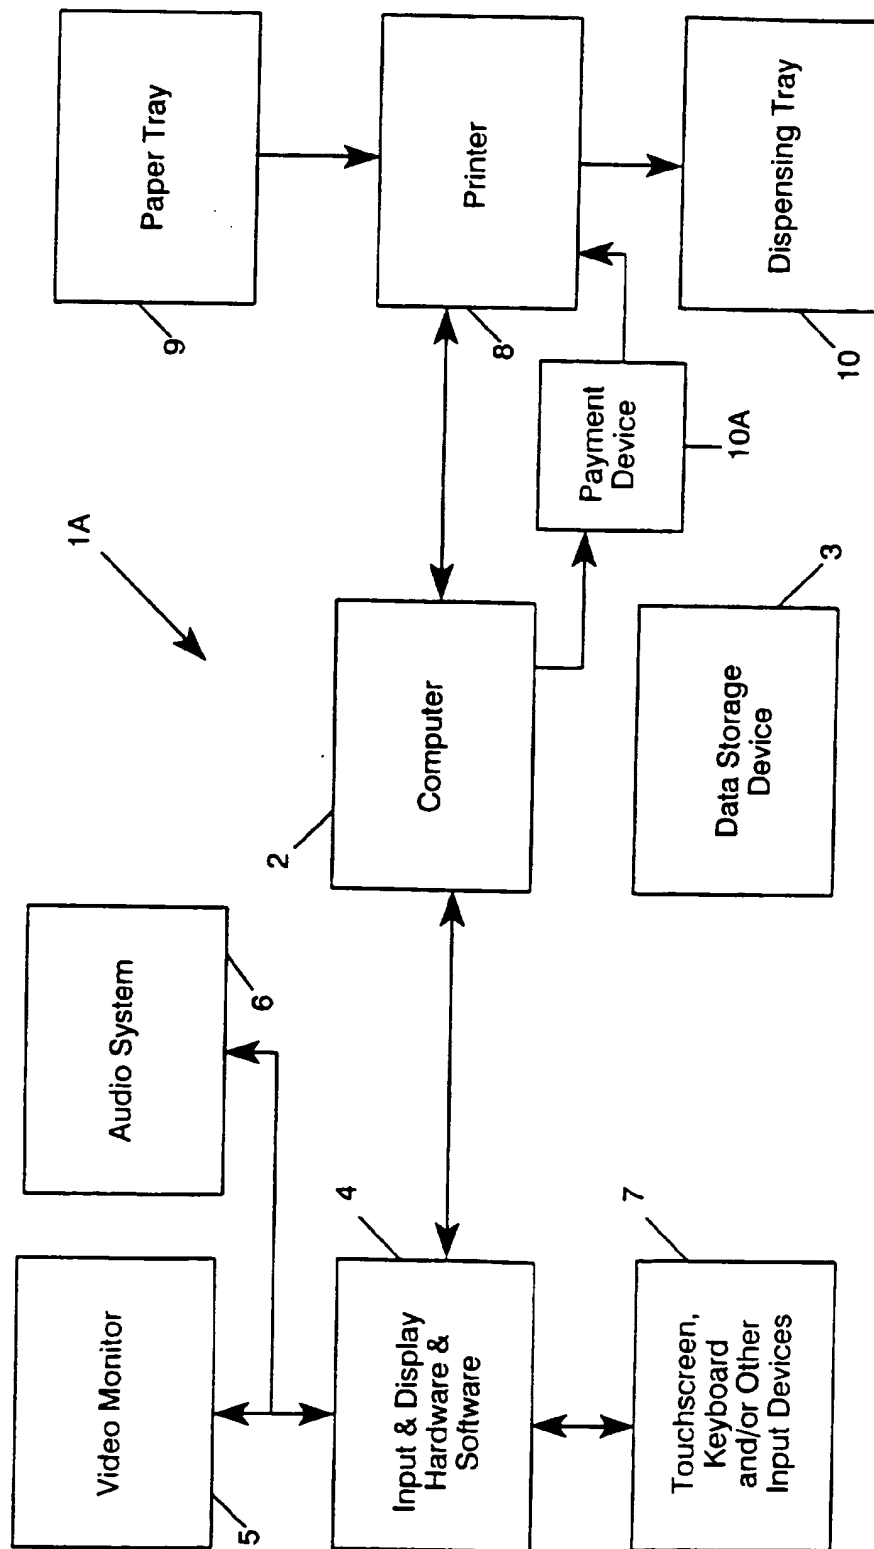 1A
Video Monitor
Audio System
Paper Tray
5
6
9
2
4
Input & Display
Hardware &
Software
Computer
Printer
8
Payment
Device
10A
7
Touchscreen,
Keyboard
and/or Other
Input Devices
Data Storage
Device
3
Dispensing Tray
10